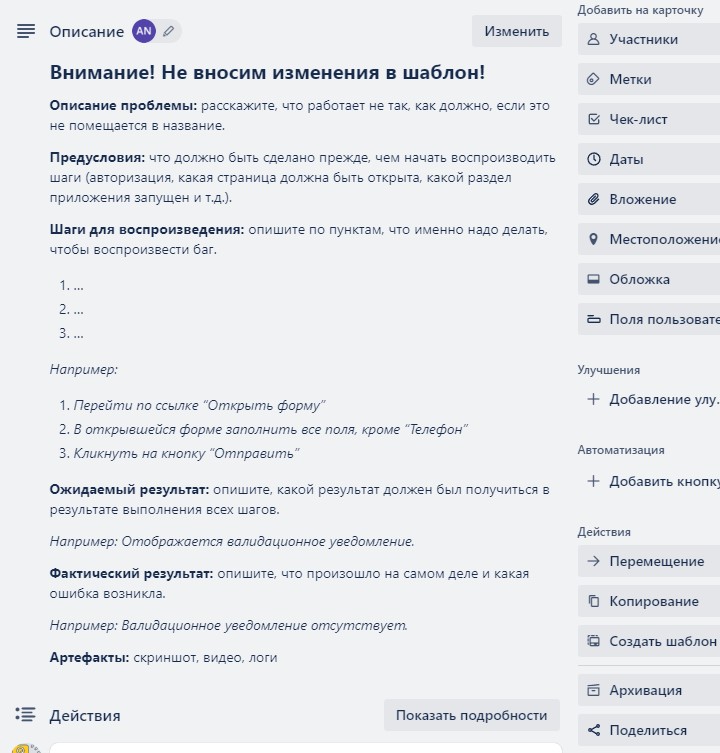 Описание AN Изменить
Внимание! Не вносим изменения в шаблон!
Описание проблемы: расскажите, что работает не так, как должно, если это
не помещается в название.
Предусловия: что должно быть сделано прежде, чем начать воспроизводить
шаги (авторизация, какая страница должна быть открыта, какой раздел
приложения запущен и т.д.).
Шаги для воспроизведения: опишите по пунктам, что именно надо делать,
чтобы воспроизвести баг.
1. ...
2. ...
3. ...
Например:
1. Перейти по ссылке “Открыть форму”
2. В открывшейся форме заполнить все поля, кроме “Телефон”
3. Кликнуть на кнопку “Отправить”
Ожидаемый результат: опишите, какой результат должен был получиться в
результате выполнения всех шагов.
Например: Отображается валидационное уведомление.
Фактический результат: опишите, что произошло на самом деле и какая
ошибка возникла.
Например: Валидационное уведомление отсутствует.
Артефакты: скриншот, видео, логи
Действия Показать подробности
Добавить на карточку
Участники
Метки
Чек-лист
Даты
Вложение
Местоположени
Обложка
Поля пользовате
Улучшения
Добавление улу.
Автоматизация
Добавить кнопку
Действия
Перемещение
Копирование
Создать шаблон
Архивация
Поделиться